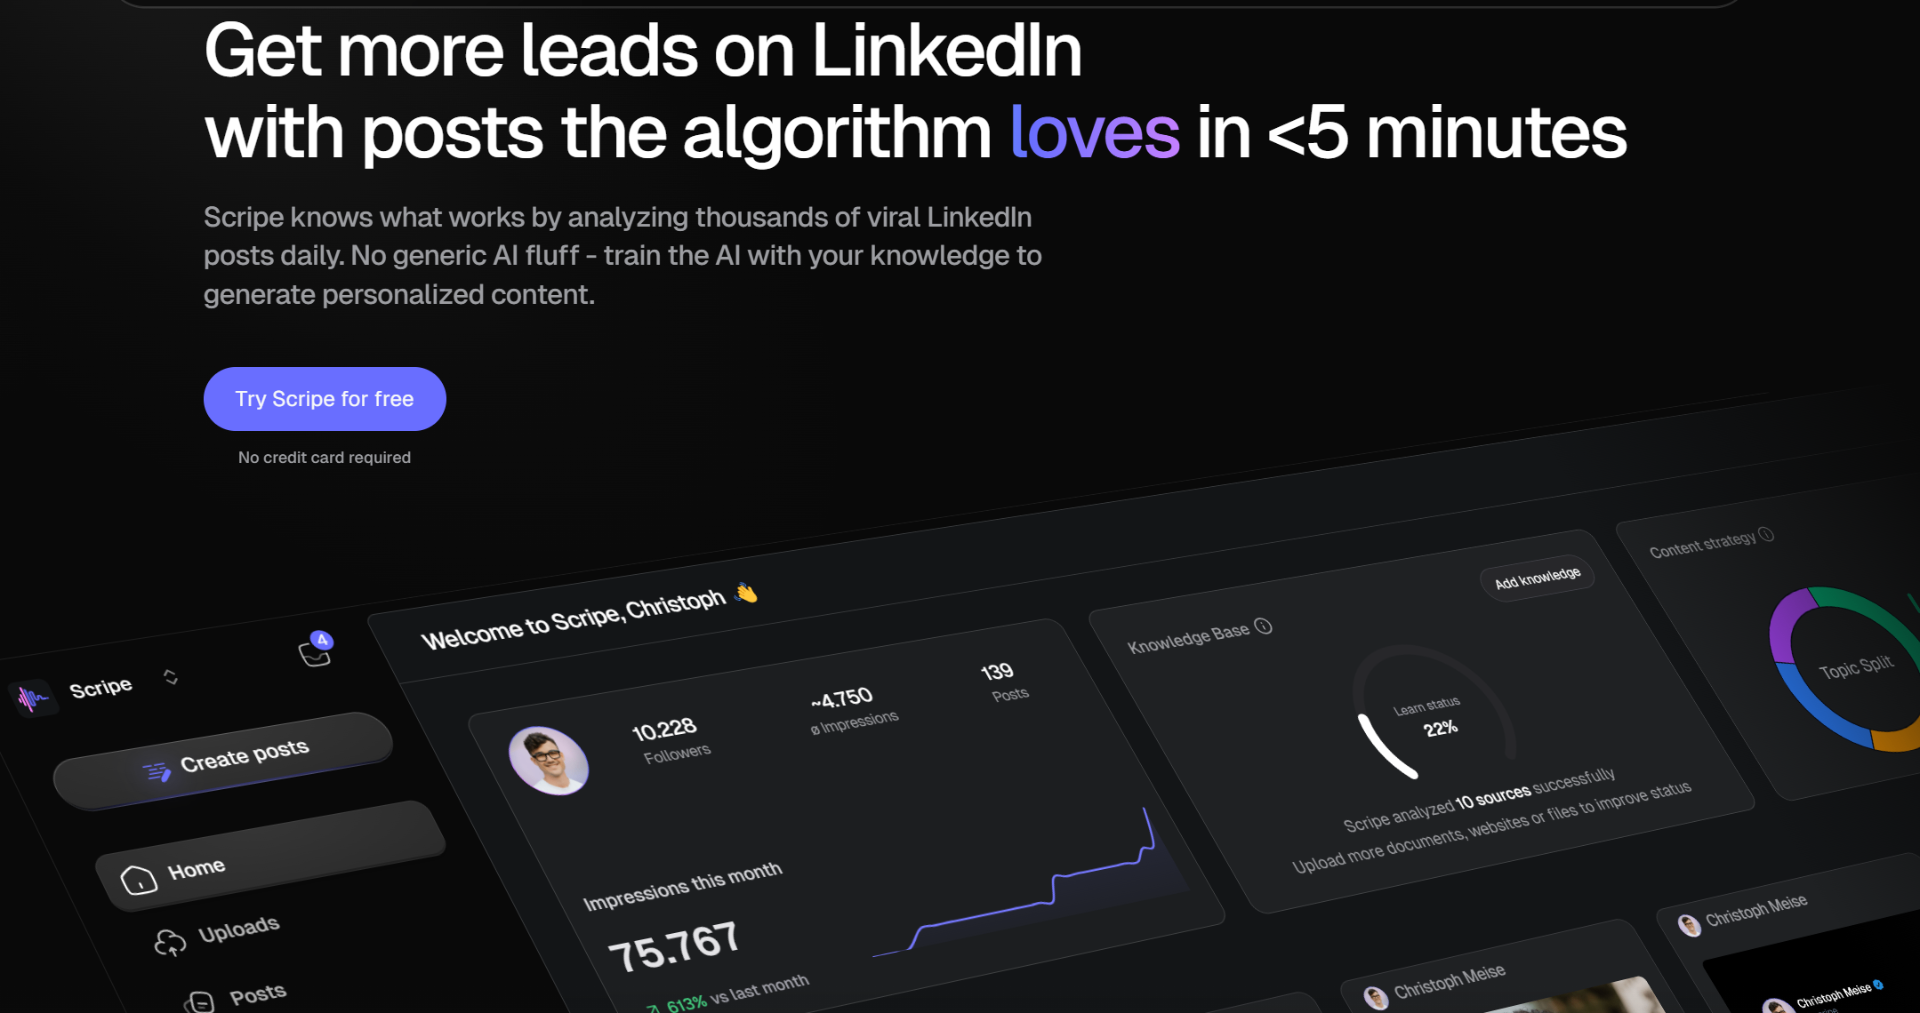 Get more leads on LinkedIn
with posts the algorithm loves in <5 minutes
Scripe knows what works by analyzing thousands of viral LinkedIn
posts daily. No generic AI fluff - train the AI with your knowledge to
generate personalized content.
Try Scripe for free
No credit card required
Scripe
4
Create posts
Home
Uploads
Posts
Welcome to Scripe, Christoph 👋
10.228
Followers
~4.750
ø Impressions
139
Posts
Impressions this month
75.767
613% vs last month
Knowledge Base
Add knowledge
Learn status
22%
Scripe analyzed 10 sources successfully
Upload more documents, websites or files to improve status
Content strategy
Topic Split
Christoph Meise
Christoph Meise
Christoph Meise